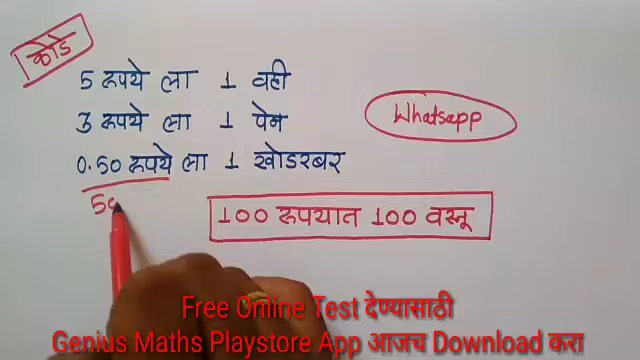 कोडे
5 रुपये ला 1 वही
3 रुपये ला 1 पेन
Whatsapp
0.50 रुपये ला 1 खोडरबर
100 रुपयात 100 वस्तू
Free Online Test देण्यासाठी
Genius Maths Playstore App आजच Download करा